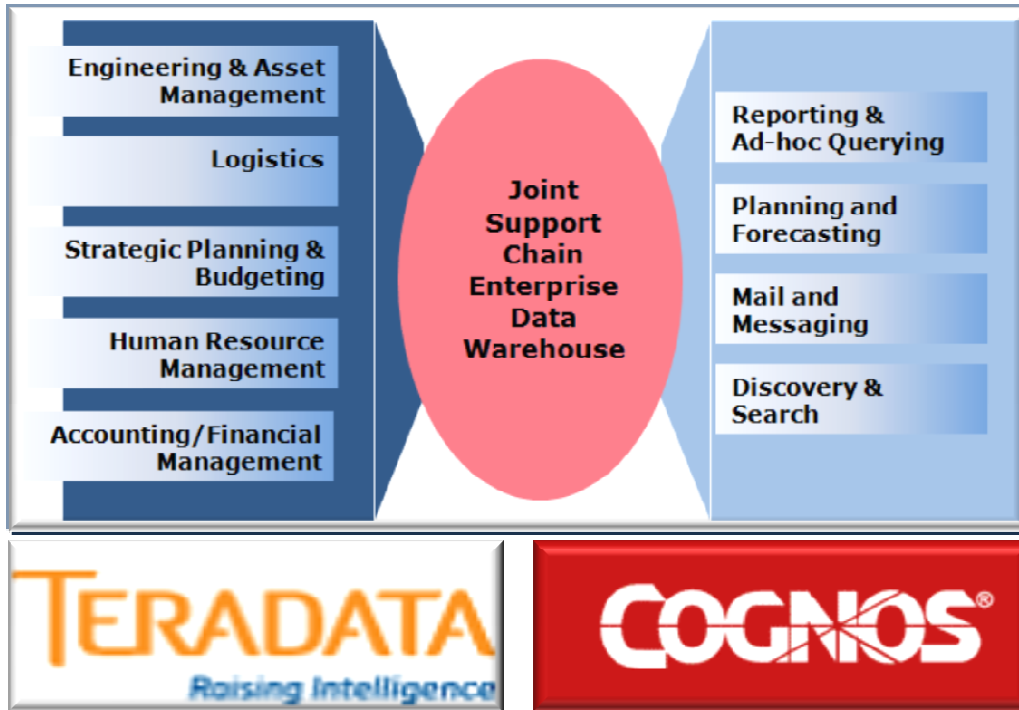 Engineering & Asset
Management
Logistics
Strategic Planning &
Budgeting
Human Resource
Management
Accounting/Financial
Management
Joint
Support
Chain
Enterprise
Data
Warehouse
Reporting &
Ad-hoc Querying
Planning and
Forecasting
Mail and
Messaging
Discovery &
Search
TERADATA
Raising Intelligence
COGNOS®